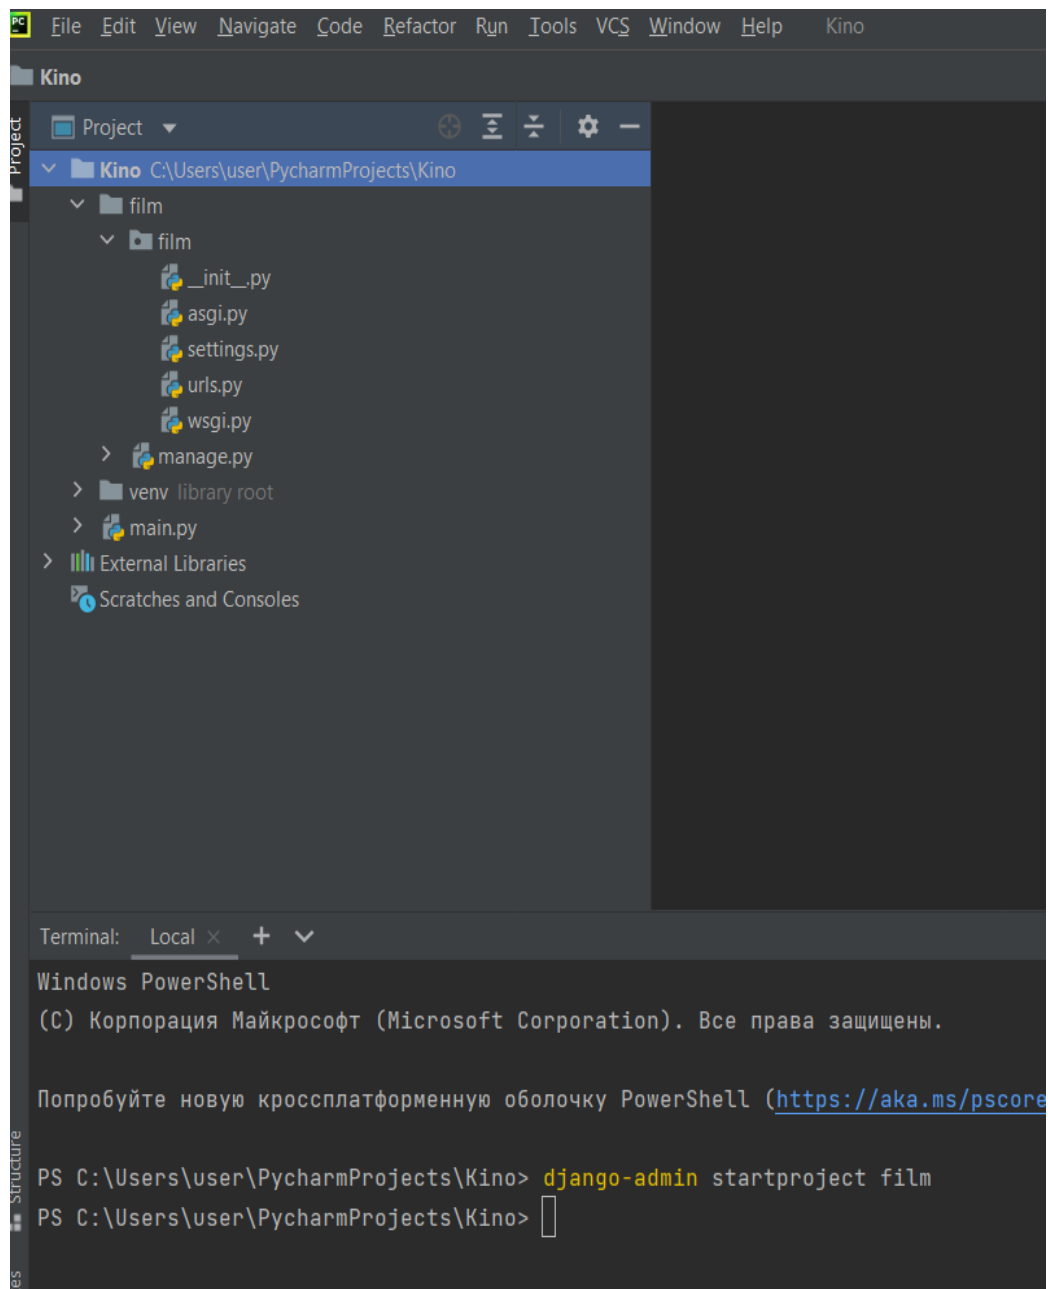 PC File Edit View Navigate Code Refactor Run Tools VCS Window Help Kino
Kino
Project
Project
Kino C:\Users\user\PycharmProjects\Kino
film
film
__init__.py
asgi.py
settings.py
urls.py
wsgi.py
manage.py
venv library root
main.py
External Libraries
Scratches and Consoles
Terminal: Local × +
Windows PowerShell
(C) Корпорация Майкрософт (Microsoft Corporation). Все права защищены.
Попробуйте новую кроссплатформенную оболочку PowerShell (https://aka.ms/pscore
Structure
PS C:\Users\user\PycharmProjects\Kino> django-admin startproject film
PS C:\Users\user\PycharmProjects\Kino>
es